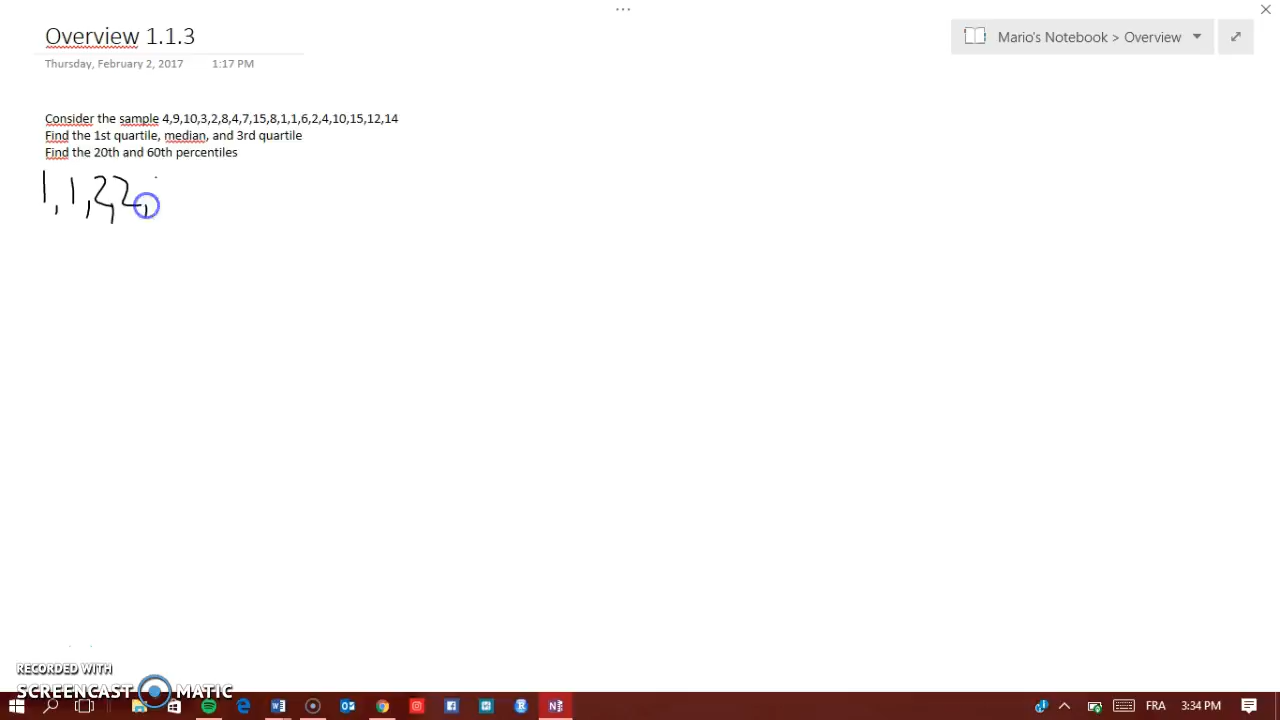 Overview 1.1.3
Mario's Notebook > Overview
Thursday, February 2, 2017 1:17 PM
Consider the sample 4,9,10,3,2,8,4,7,15,8,1,1,6,2,4,10,15,12,14
Find the 1st quartile, median, and 3rd quartile
Find the 20th and 60th percentiles
1,1,2,2,
RECORDED WITH
SCREENCAST MATIC
FRA 3:34 PM